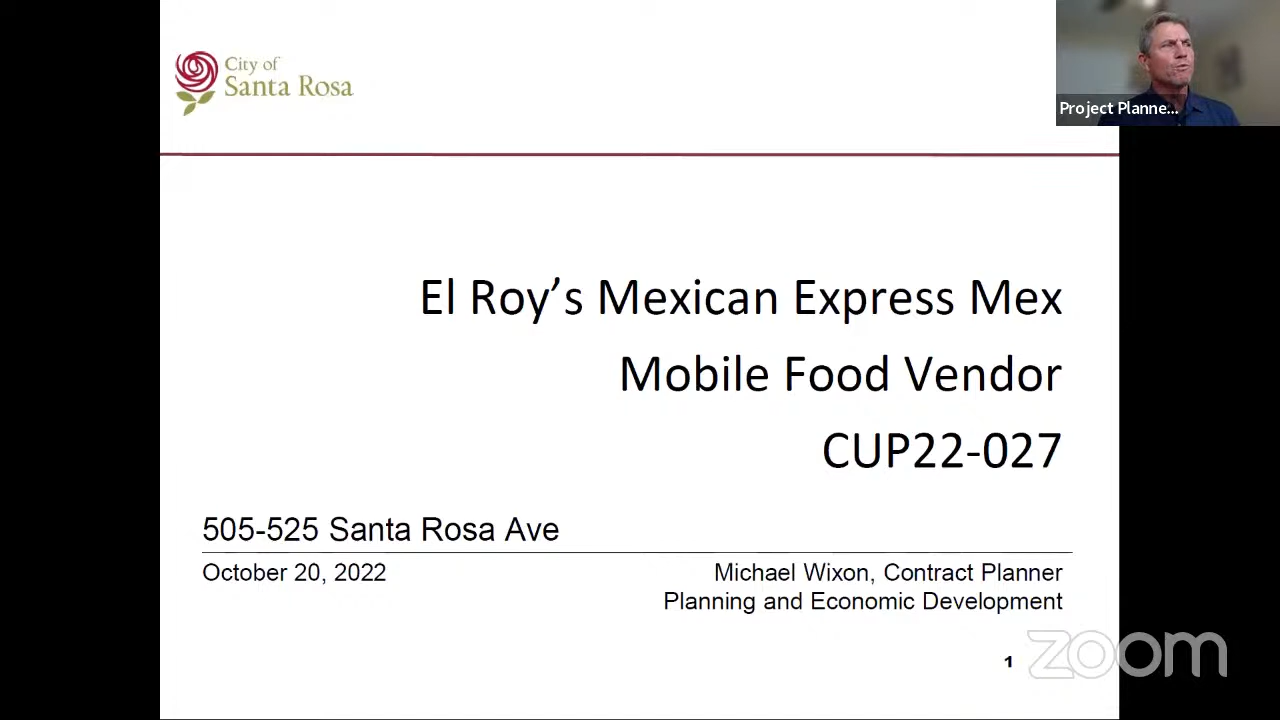 City of
Santa Rosa
Project Planne...
El Roy's Mexican Express Mex
Mobile Food Vendor
CUP22-027
505-525 Santa Rosa Ave
October 20, 2022
Michael Wixon, Contract Planner
Planning and Economic Development
1
zoom